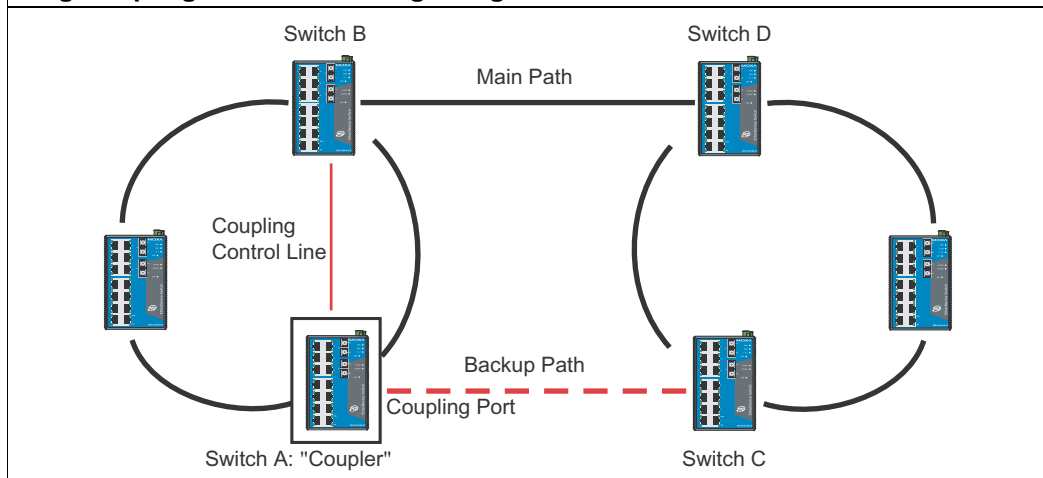 Switch B
Switch D
Main Path
Coupling
Control Line
Backup Path
Coupling Port
Switch A: "Coupler"
Switch C